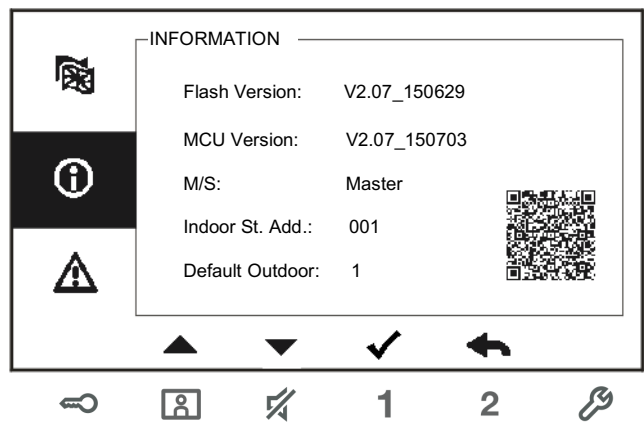 INFORMATION
Flash Version: V2.07_150629
MCU Version: V2.07_150703
M/S: Master
Indoor St. Add.: 001
Default Outdoor: 1
1 2